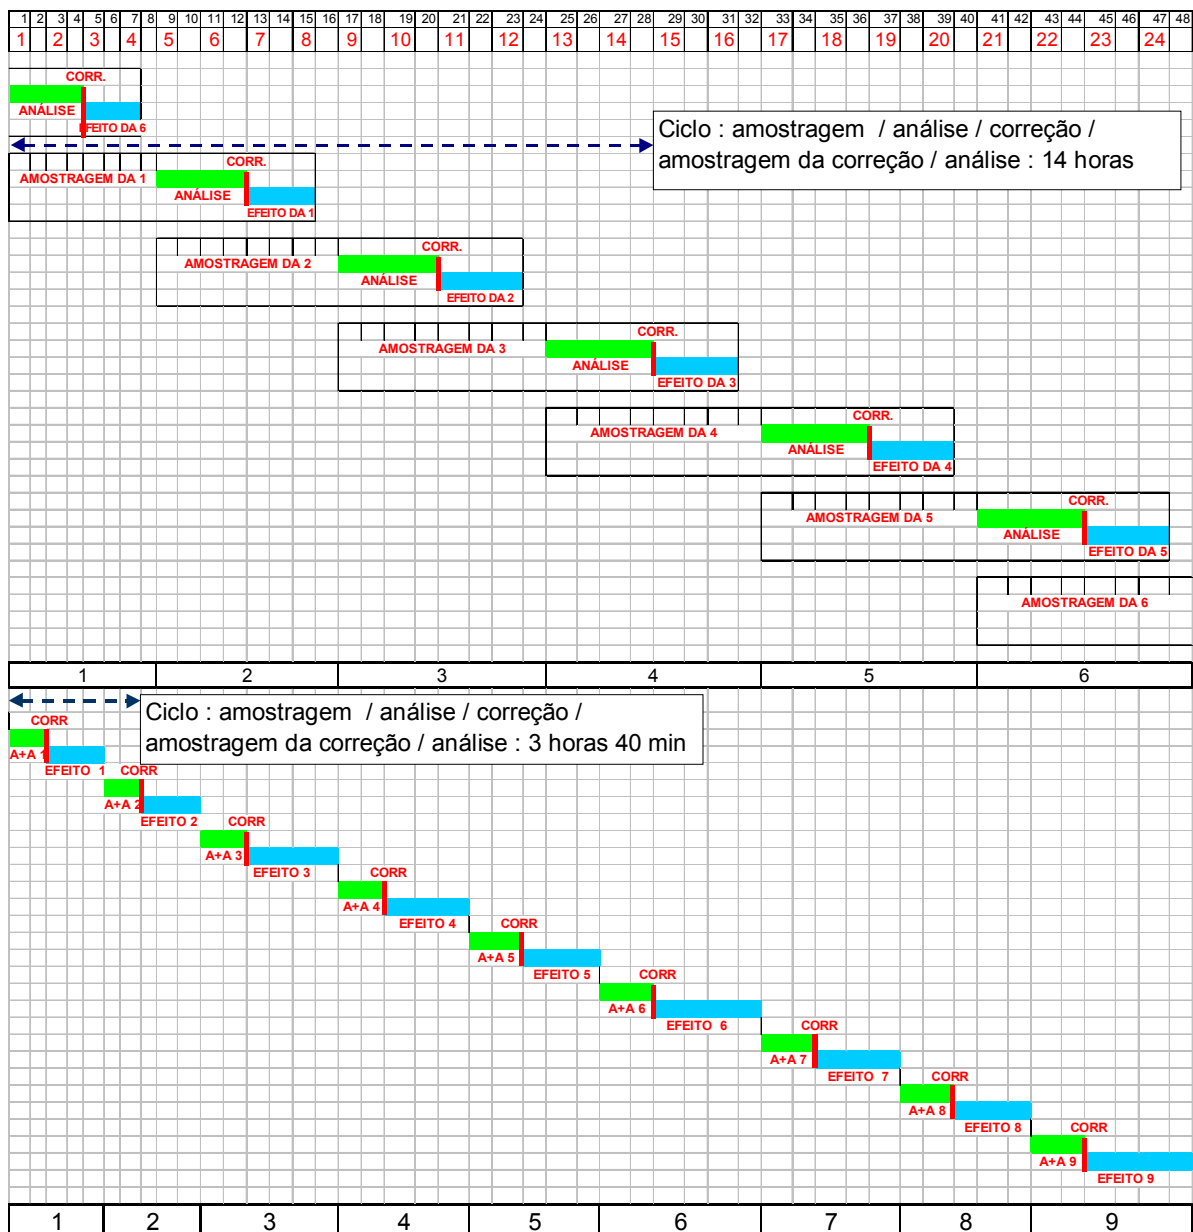 1 2 3 4 5 6 7 8 9 10 11 12 13 14 15 16 17 18 19 20 21 22 23 24 25 26 27 28 29 30 31 32 33 34 35 36 37 38 39 40 41 42 43 44 45 46 47 48
1 2 3 4 5 6 7 8 9 10 11 12 13 14 15 16 17 18 19 20 21 22 23 24
CORR.
ANÁLISE
EFEITO DA 6
Ciclo : amostragem / análise / correção /
amostragem da correção / análise : 14 horas
CORR.
AMOSTRAGEM DA 1
ANÁLISE
EFEITO DA 1
CORR.
AMOSTRAGEM DA 2
ANÁLISE
EFEITO DA 2
CORR.
AMOSTRAGEM DA 3
ANÁLISE
EFEITO DA 3
CORR.
AMOSTRAGEM DA 4
ANÁLISE
EFEITO DA 4
CORR.
AMOSTRAGEM DA 5
ANÁLISE
EFEITO DA 5
AMOSTRAGEM DA 6
1 2 3 4 5 6
Ciclo : amostragem / análise / correção /
amostragem da correção / análise : 3 horas 40 min
CORR
A+A 1
EFEITO 1
CORR
A+A 2
EFEITO 2
CORR
A+A 3
EFEITO 3
CORR
A+A 4
EFEITO 4
CORR
A+A 5
EFEITO 5
CORR
A+A 6
EFEITO 6
CORR
A+A 7
EFEITO 7
CORR
A+A 8
EFEITO 8
CORR
A+A 9
EFEITO 9
1 2 3 4 5 6 7 8 9